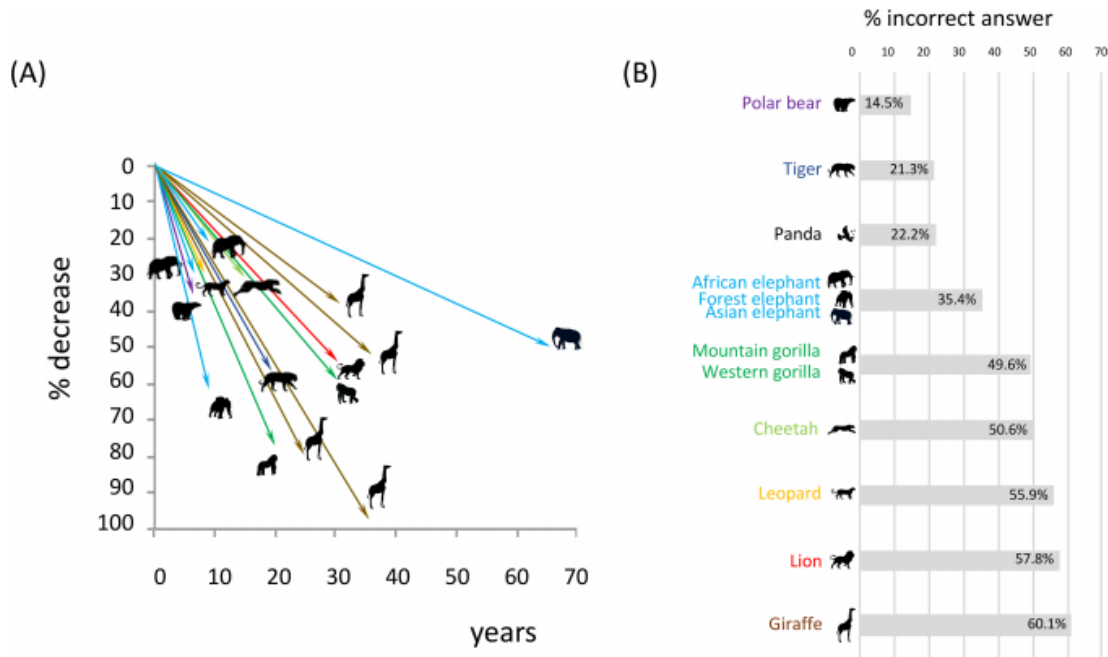 (A)
% decrease
0
10
20
30
40
50
60
70
80
90
100
0 10 20 30 40 50 60 70
years
(B)
% incorrect answer
0 10 20 30 40 50 60 70
Polar bear 14.5%
Tiger 21.3%
Panda 22.2%
African elephant
Forest elephant 35.4%
Asian elephant
Mountain gorilla
Western gorilla 49.6%
Cheetah 50.6%
Leopard 55.9%
Lion 57.8%
Giraffe 60.1%